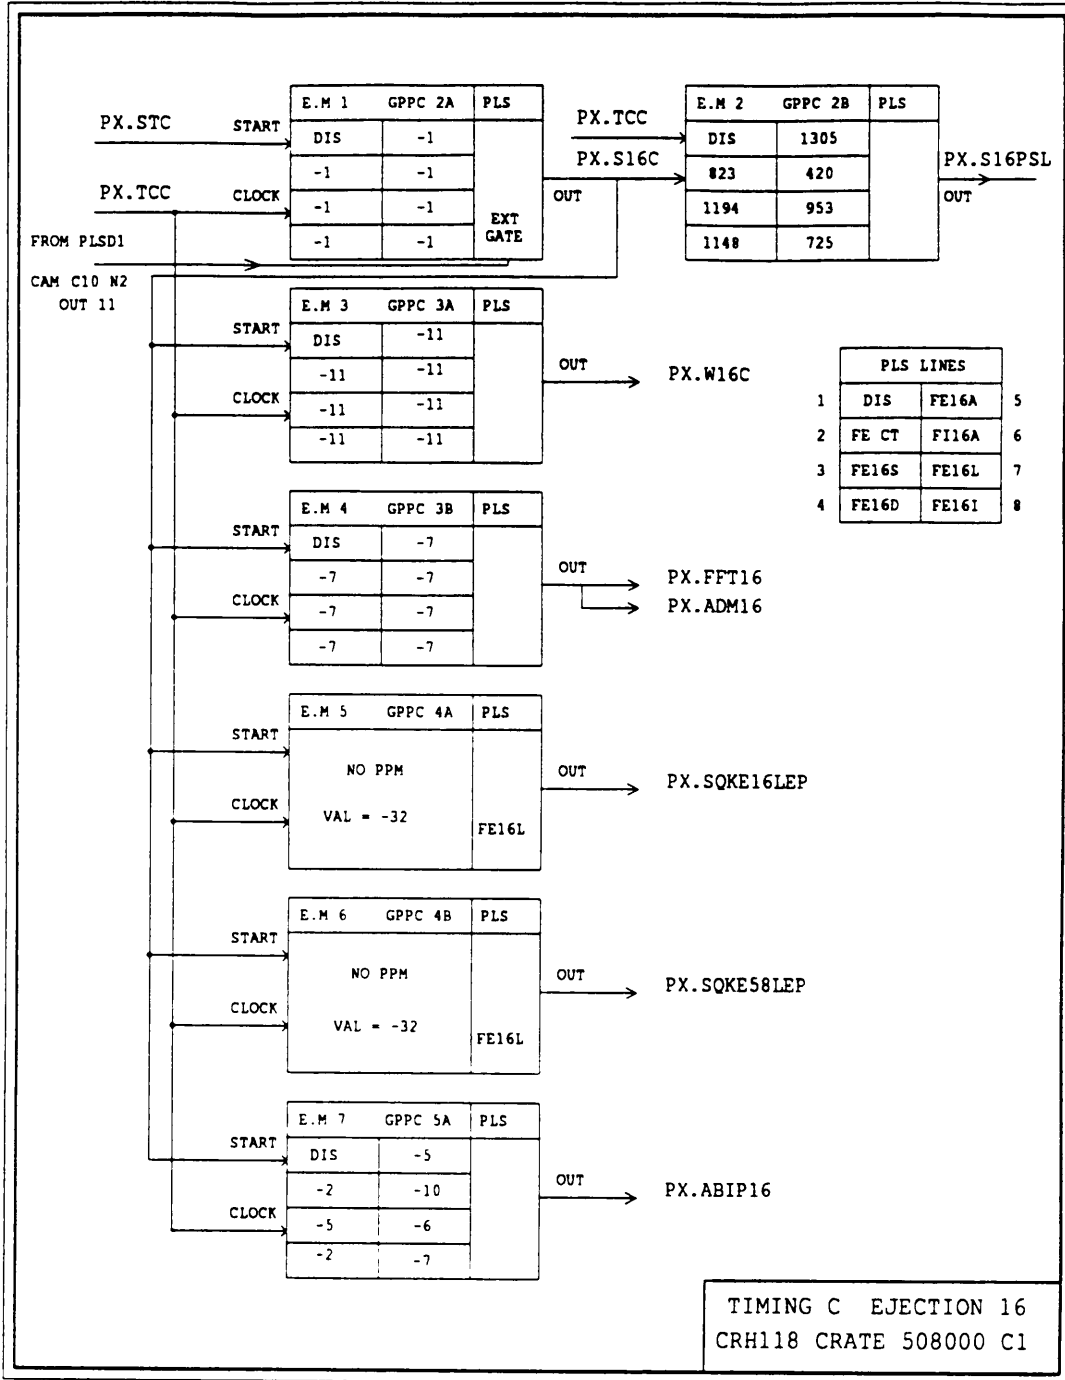 E.M 1 GPPC 2A PLS
PX.STC START
DIS -1
-1 -1
PX.TCC CLOCK
-1 -1
-1 -1
EXT
GATE
OUT
FROM PLSD1
CAM C10 N2
OUT 11
PX.TCC
PX.S16C
E.M 2 GPPC 2B PLS
DIS 1305
823 420
1194 953
1148 725
PX.S16PSL
OUT
E.M 3 GPPC 3A PLS
START
DIS -11
-11 -11
CLOCK
-11 -11
-11 -11
OUT
PX.W16C
PLS LINES
1 DIS FE16A 5
2 FE CT FI16A 6
3 FE16S FE16L 7
4 FE16D FE16I 8
E.M 4 GPPC 3B PLS
START
DIS -7
-7 -7
CLOCK
-7 -7
-7 -7
OUT
PX.FFT16
PX.ADM16
E.M 5 GPPC 4A PLS
START
NO PPM
CLOCK
VAL = -32
FE16L
OUT
PX.SQKE16LEP
E.M 6 GPPC 4B PLS
START
NO PPM
CLOCK
VAL = -32
FE16L
OUT
PX.SQKE58LEP
E.M 7 GPPC 5A PLS
START
DIS -5
-2 -10
CLOCK
-5 -6
-2 -7
OUT
PX.ABIP16
TIMING C EJECTION 16
CRH118 CRATE 508000 C1